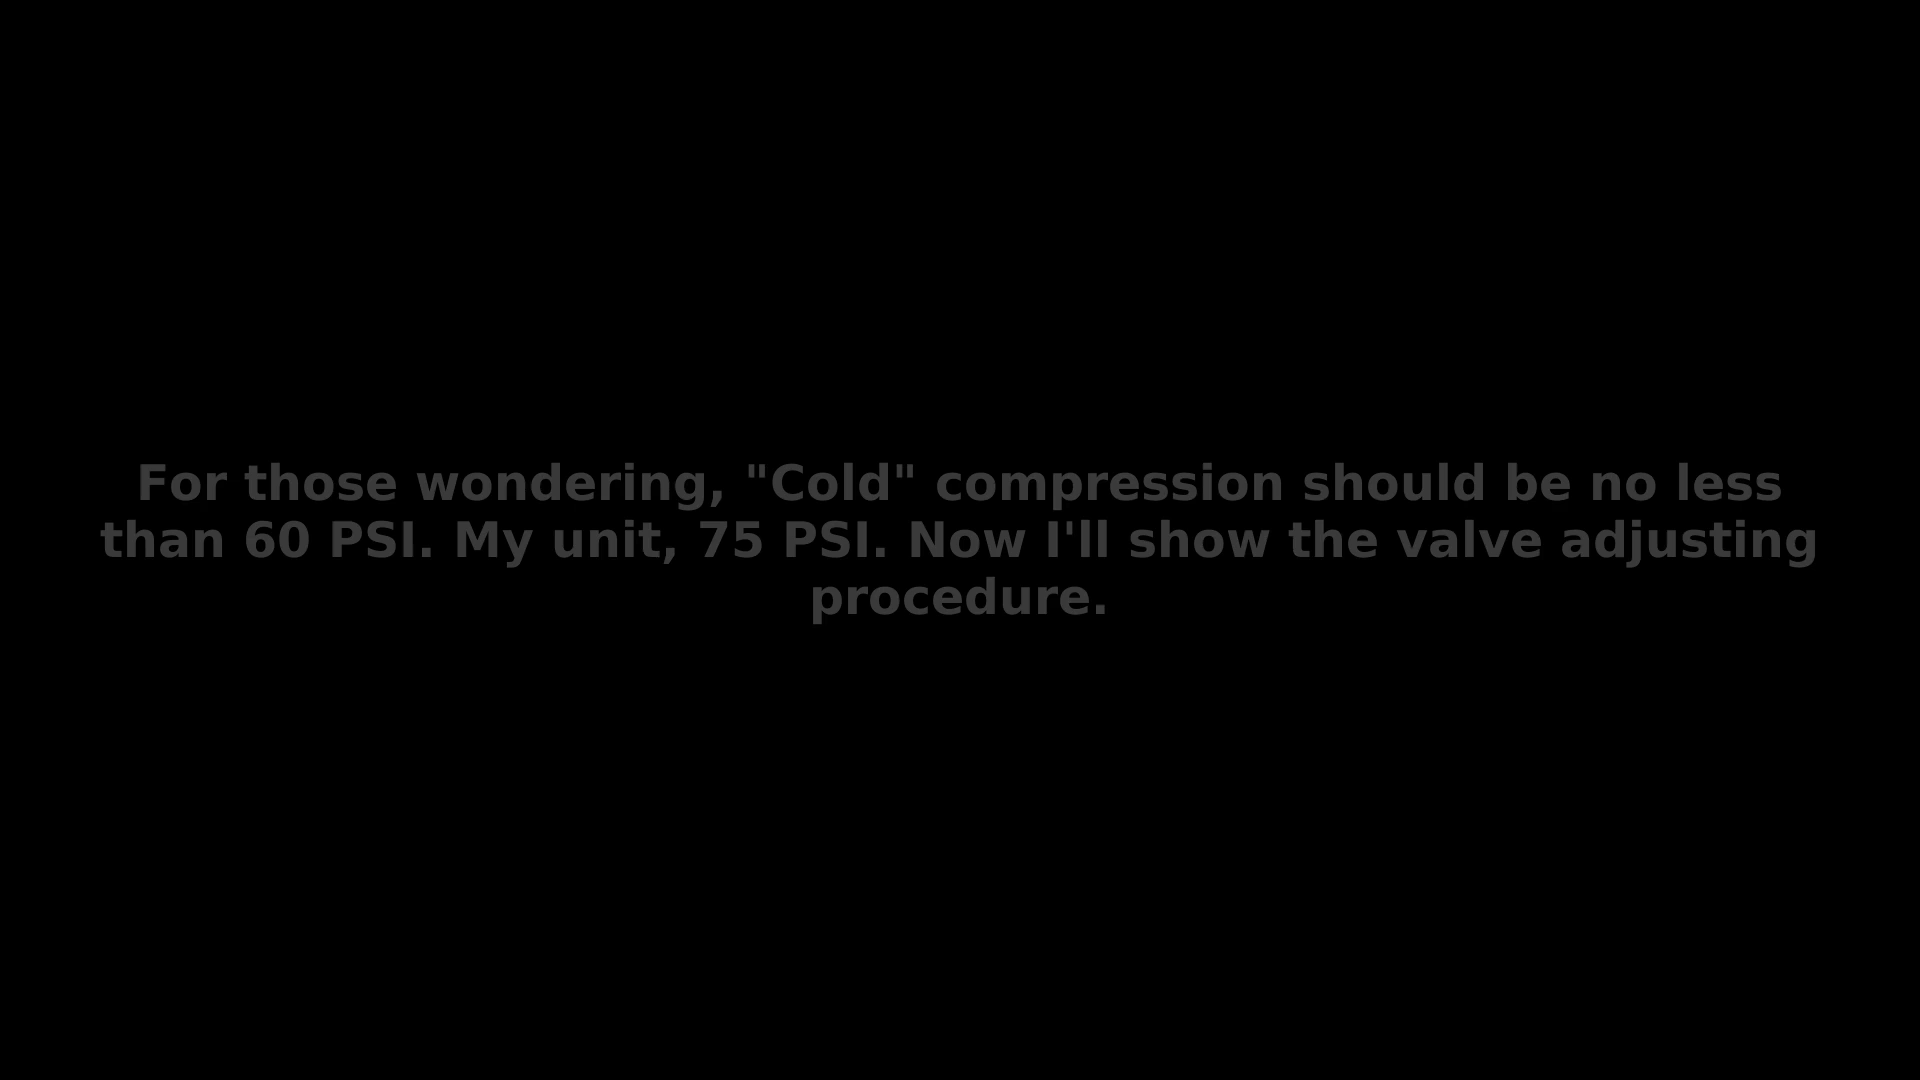 For those wondering, "Cold" compression should be no less
than 60 PSI. My unit, 75 PSI. Now I'll show the valve adjusting
procedure.